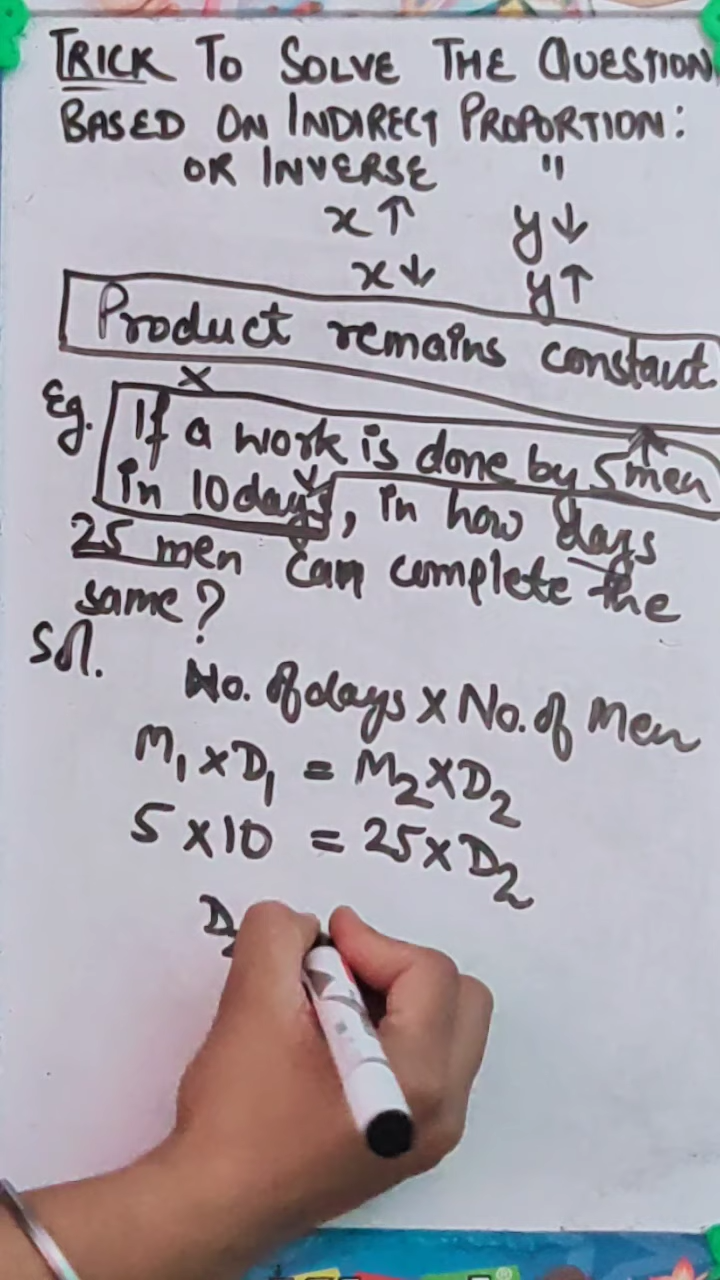 TRICK TO SOLVE THE QUESTION
BASED ON INDIRECT PROPORTION:
OR INVERSE "
x↑ y↓
x↓ y↑
Product remains constant.
×
Eg. If a work is done by 5 men
in 10 days, in how days
25 men can complete the
same?
Sol.
No. of days × No. of Men
M₁ × D₁ = M₂ × D₂
5 × 10 = 25 × D₂
D₂